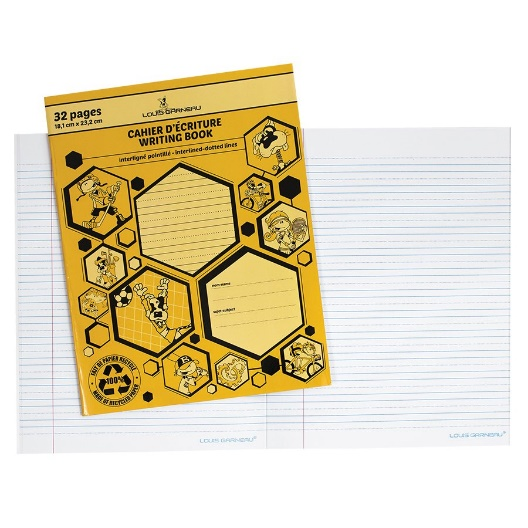 32 pages
18,1 cm x 23,2 cm
LOUIS GARNEAU
CAHIER D'ÉCRITURE
WRITING BOOK
interligné pointillé - interlined-dotted lines
nom-name
sujet-subject
FAIT DE PAPIER RECYCLÉ
100%
MADE OF RECYCLED PAPER
LOUIS GARNEAU
LOUIS GARNEAU